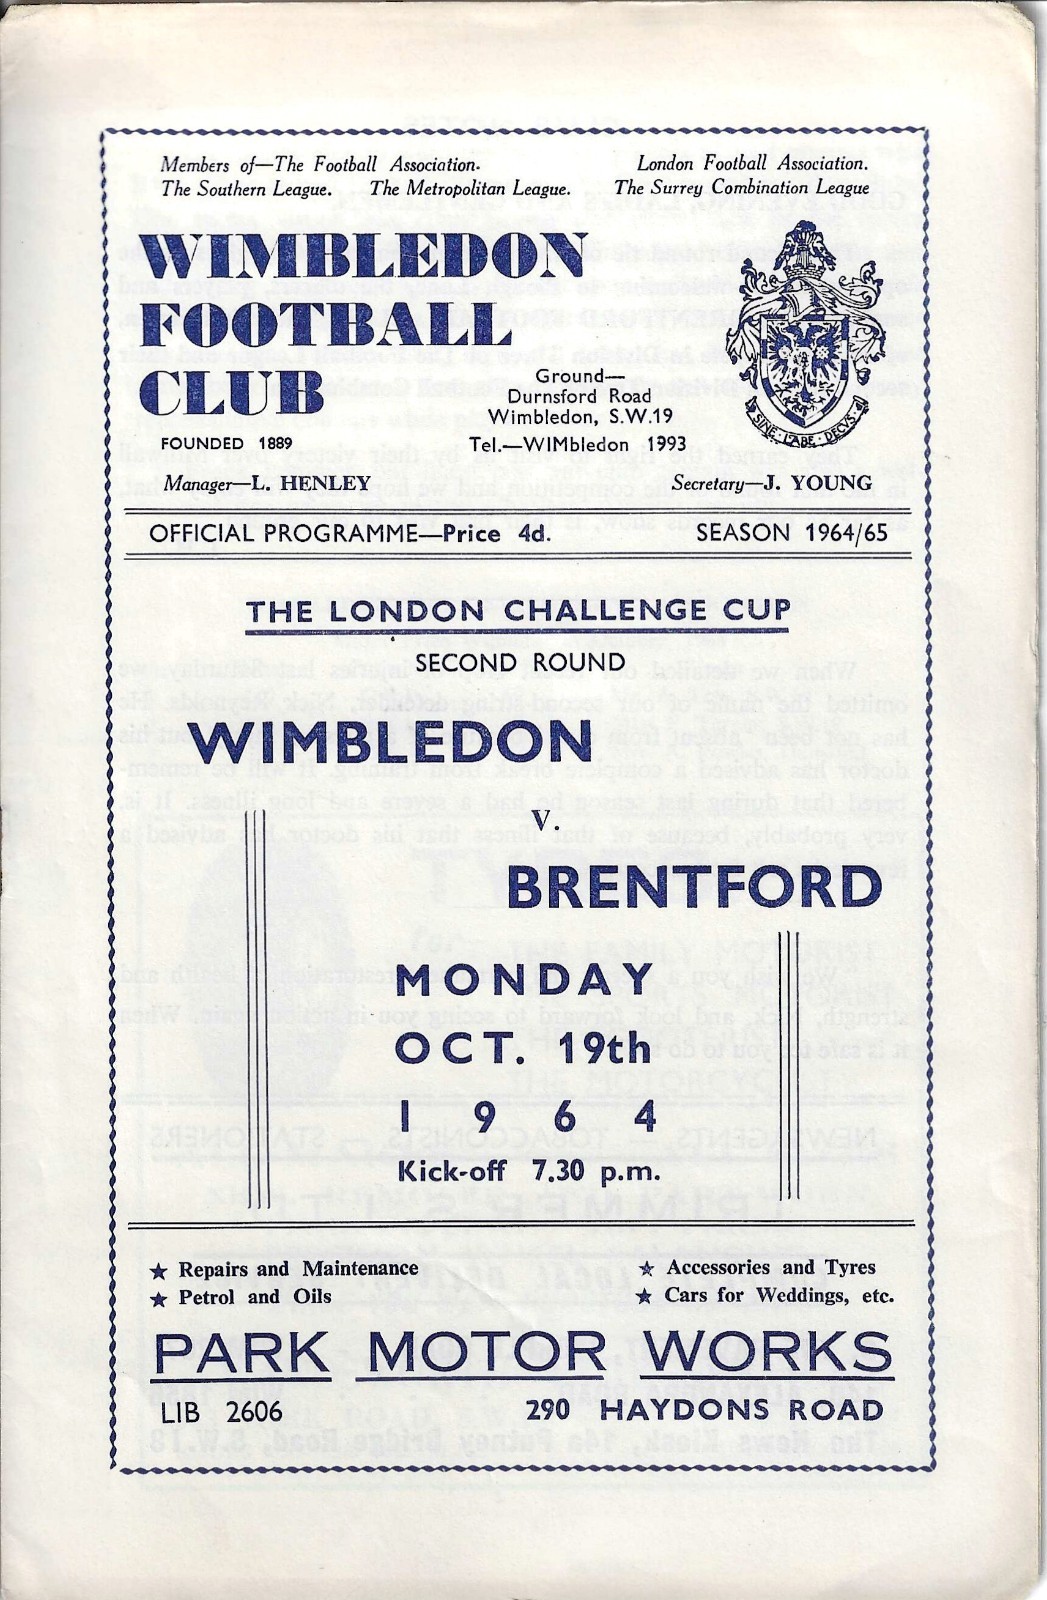 Members of—The Football Association. London Football Association.
The Southern League. The Metropolitan League. The Surrey Combination League
WIMBLEDON
FOOTBALL
CLUB
Ground—
Durnsford Road
Wimbledon, S.W.19
FOUNDED 1889 Tel.—WIMbledon 1993
SINE · LABE · DECVS
Manager—L. HENLEY Secretary—J. YOUNG
OFFICIAL PROGRAMME—Price 4d. SEASON 1964/65
THE LONDON CHALLENGE CUP
SECOND ROUND
WIMBLEDON
v.
BRENTFORD
MONDAY
OCT. 19th
1 9 6 4
Kick-off 7.30 p.m.
★ Repairs and Maintenance ★ Accessories and Tyres
★ Petrol and Oils ★ Cars for Weddings, etc.
PARK MOTOR WORKS
LIB 2606 290 HAYDONS ROAD